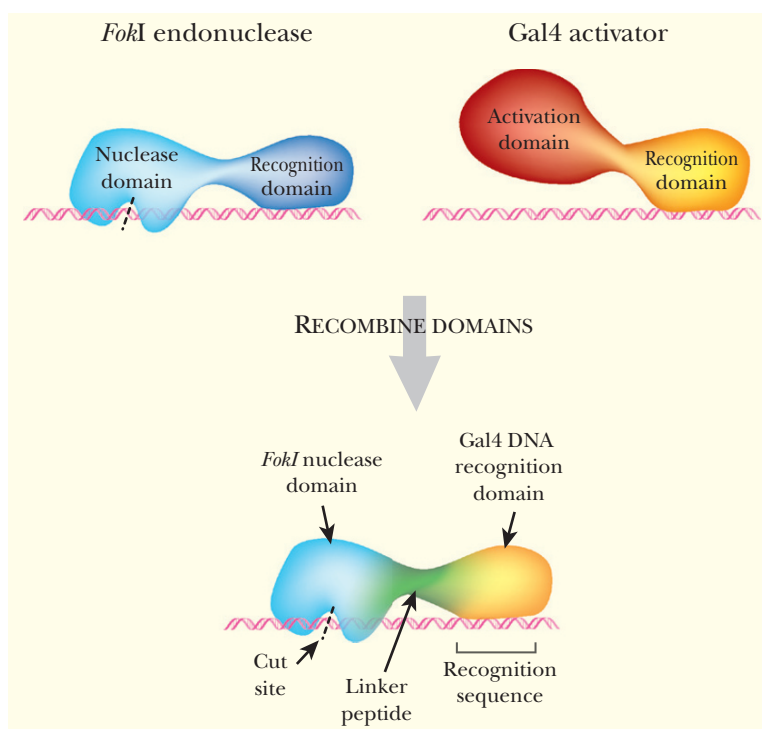 FokI endonuclease
Gal4 activator
Nuclease
domain
Recognition
domain
Activation
domain
Recognition
domain
RECOMBINE DOMAINS
FokI nuclease
domain
Gal4 DNA
recognition
domain
Cut
site
Linker
peptide
Recognition
sequence